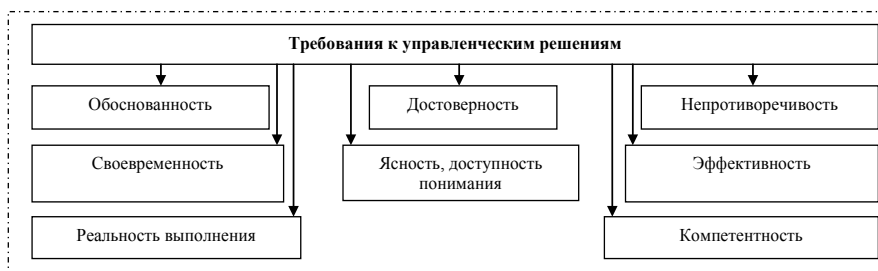 Требования к управленческим решениям
Обоснованность
Достоверность
Непротиворечивость
Своевременность
Ясность, доступность
понимания
Эффективность
Реальность выполнения
Компетентность